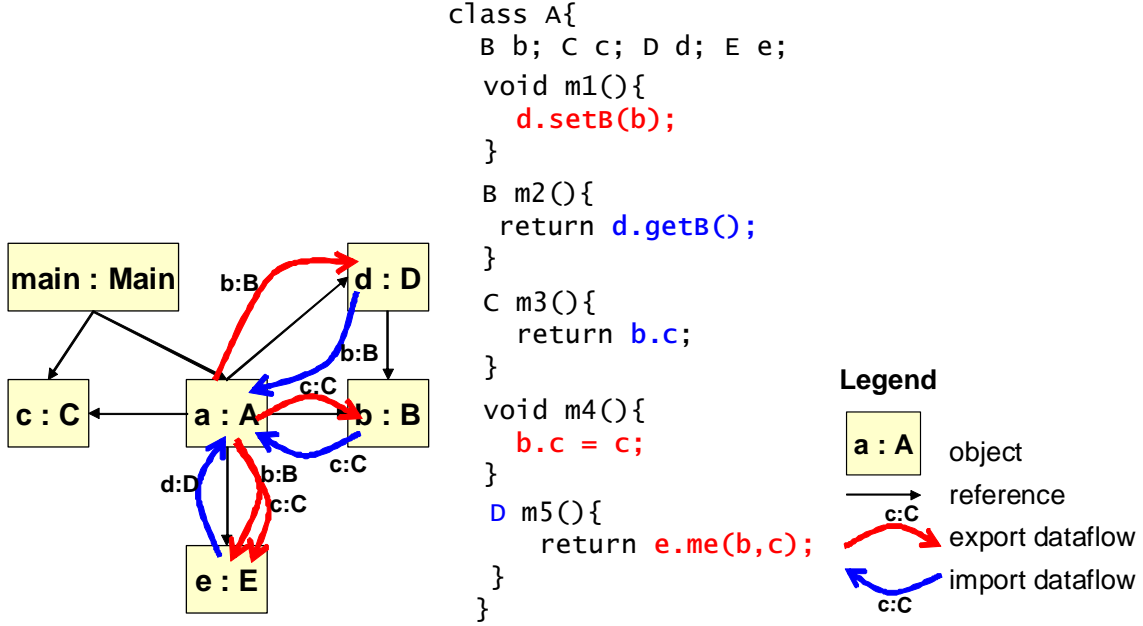 class A{
B b; C c; D d; E e;
void m1(){
d.setB(b);
}
B m2(){
return d.getB();
}
C m3(){
return b.c;
}
void m4(){
b.c = c;
}
D m5(){
return e.me(b,c);
}
}
main : Main
b:B
d : D
b:B
c:C
c : C
a : A
b : B
c:C
d:D
b:B
c:C
e : E
Legend
a : A
object
reference
c:C
export dataflow
import dataflow
c:C